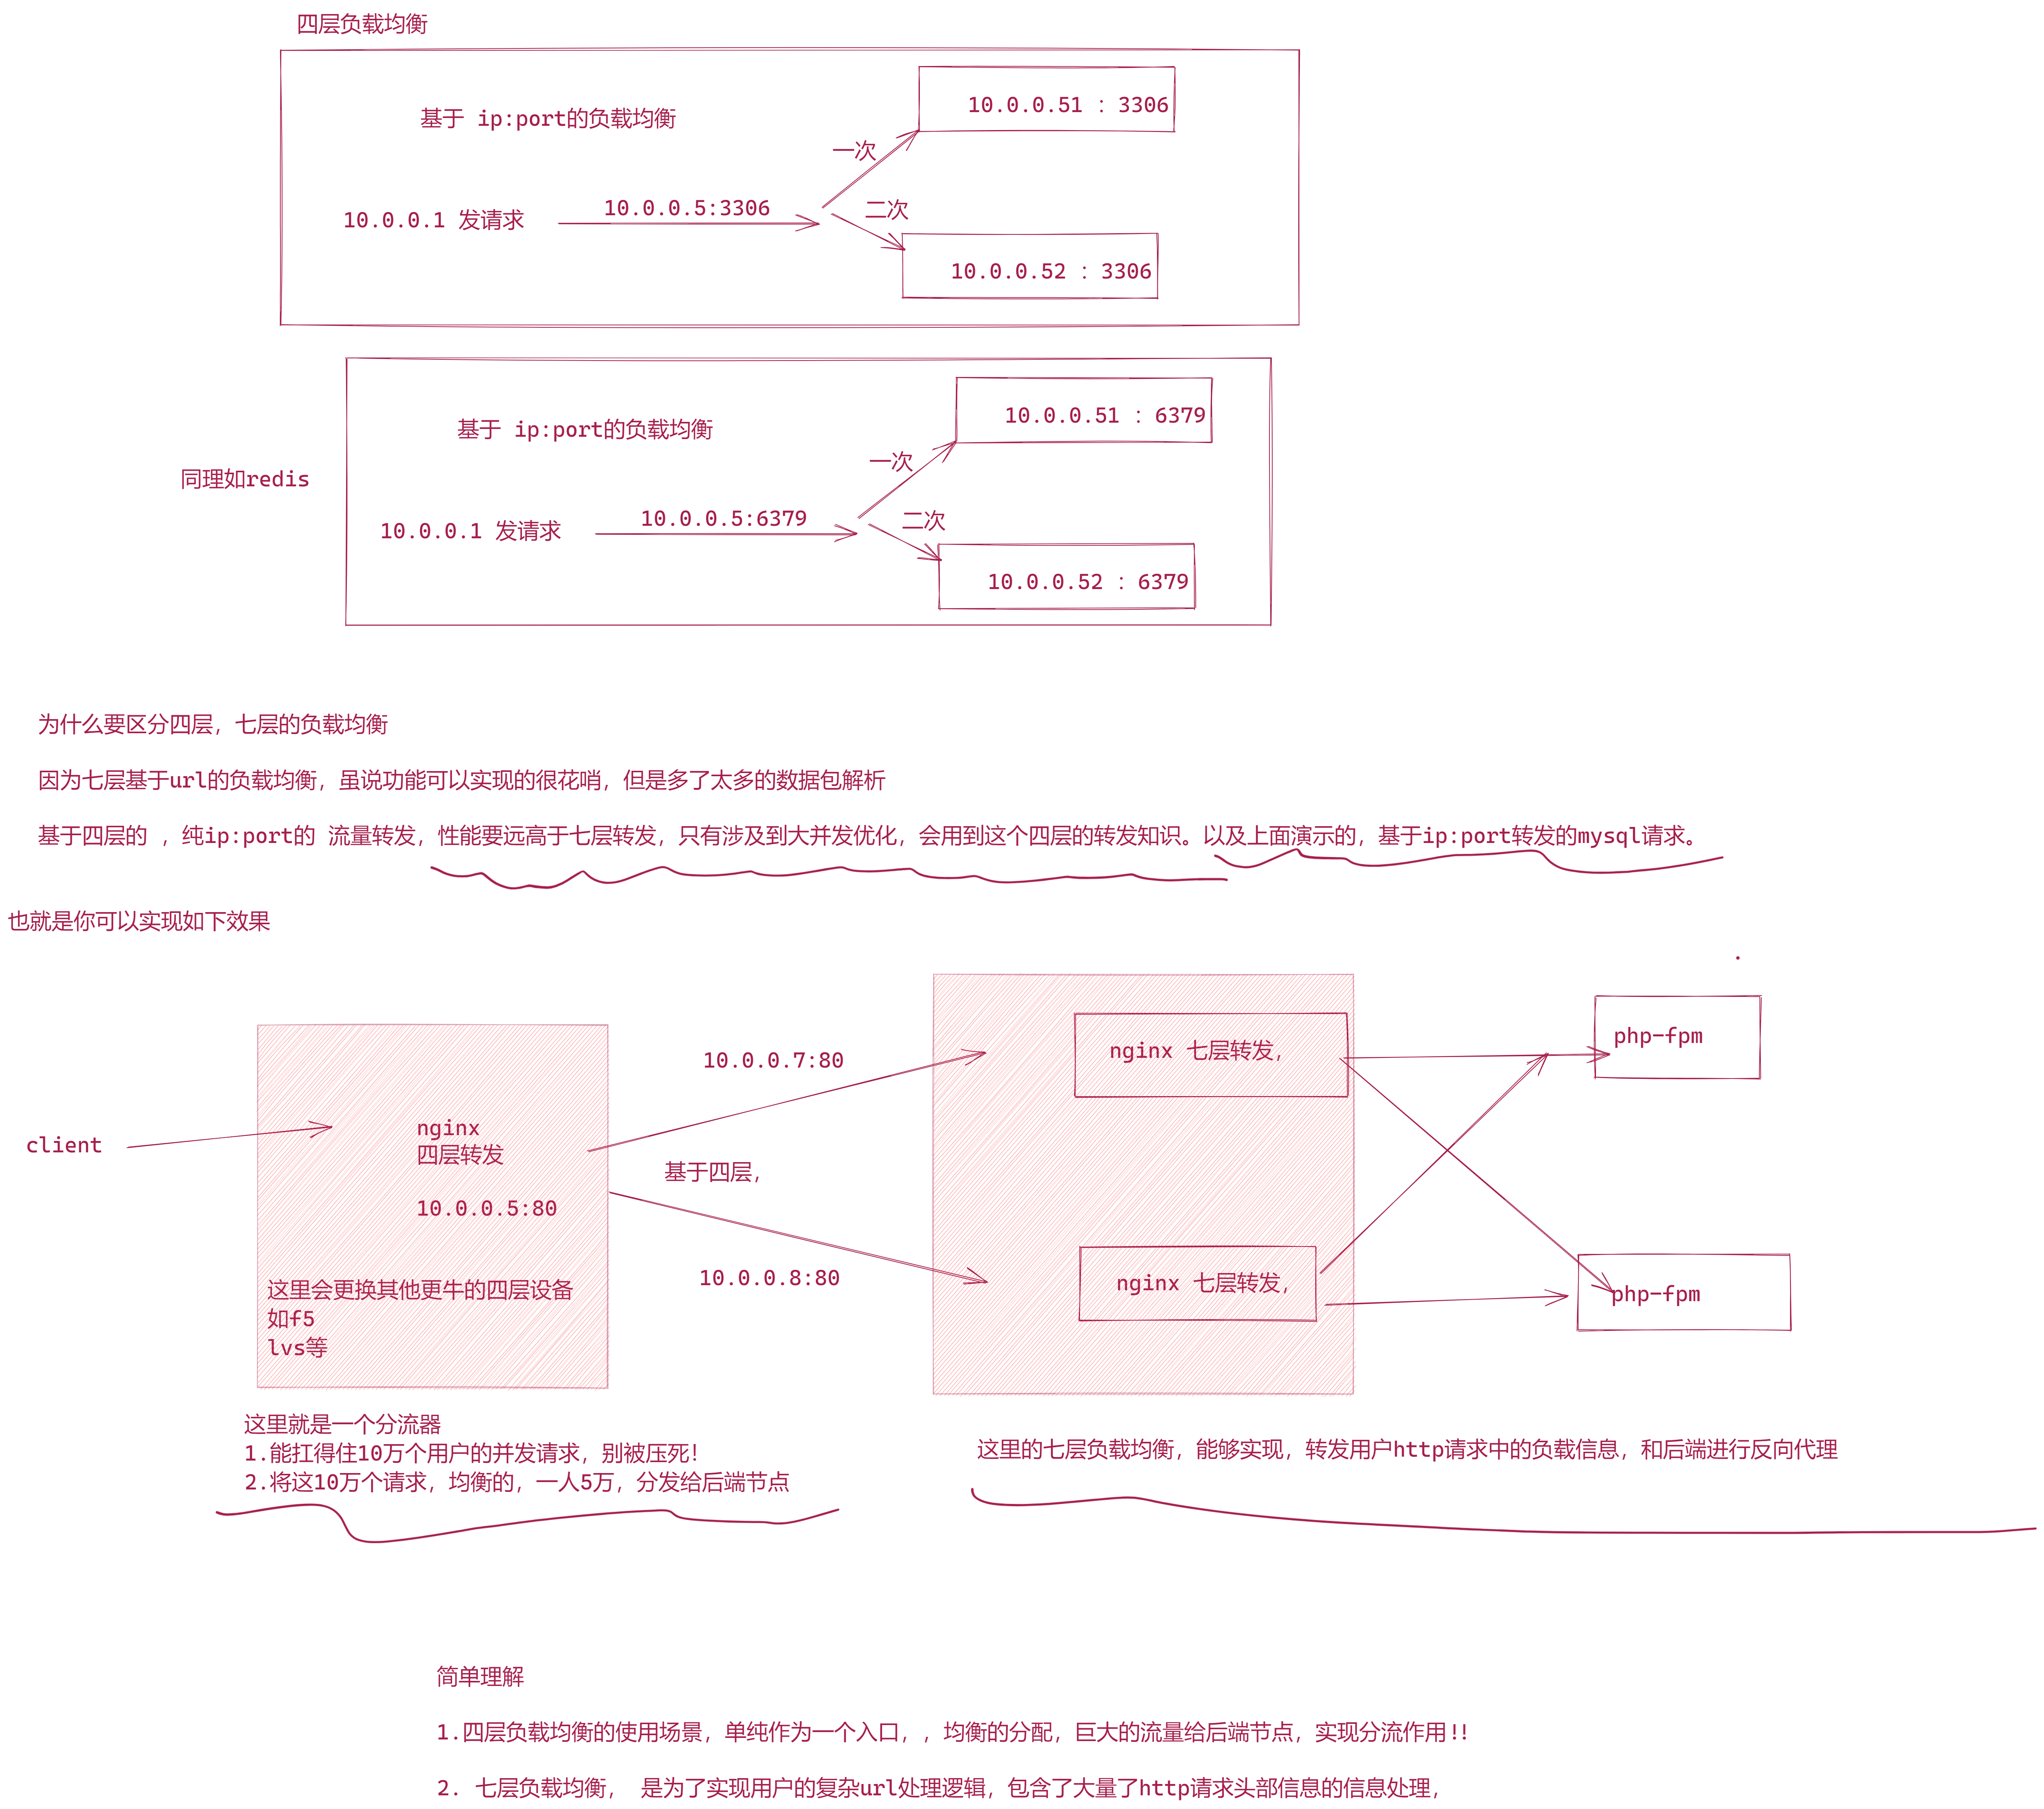 四层负载均衡
基于 ip:port的负载均衡
10.0.0.51 : 3306
一次
10.0.0.1 发请求
10.0.0.5:3306
二次
10.0.0.52 : 3306
同理如redis
基于 ip:port的负载均衡
10.0.0.51 : 6379
一次
10.0.0.1 发请求
10.0.0.5:6379
二次
10.0.0.52 : 6379
为什么要区分四层，七层的负载均衡
因为七层基于url的负载均衡，虽说功能可以实现的很花哨，但是多了太多的数据包解析
基于四层的 ，纯ip:port的 流量转发，性能要远高于七层转发，只有涉及到大并发优化，会用到这个四层的转发知识。以及上面演示的，基于ip:port转发的mysql请求。
也就是你可以实现如下效果
client
nginx
四层转发
10.0.0.5:80
这里会更换其他更牛的四层设备
如f5
lvs等
10.0.0.7:80
基于四层，
10.0.0.8:80
nginx 七层转发，
nginx 七层转发，
php-fpm
php-fpm
这里就是一个分流器
1.能扛得住10万个用户的并发请求，别被压死！
2.将这10万个请求，均衡的，一人5万，分发给后端节点
这里的七层负载均衡，能够实现，转发用户http请求中的负载信息，和后端进行反向代理
简单理解
1.四层负载均衡的使用场景，单纯作为一个入口，，均衡的分配，巨大的流量给后端节点，实现分流作用!!
2. 七层负载均衡， 是为了实现用户的复杂url处理逻辑，包含了大量了http请求头部信息的信息处理，